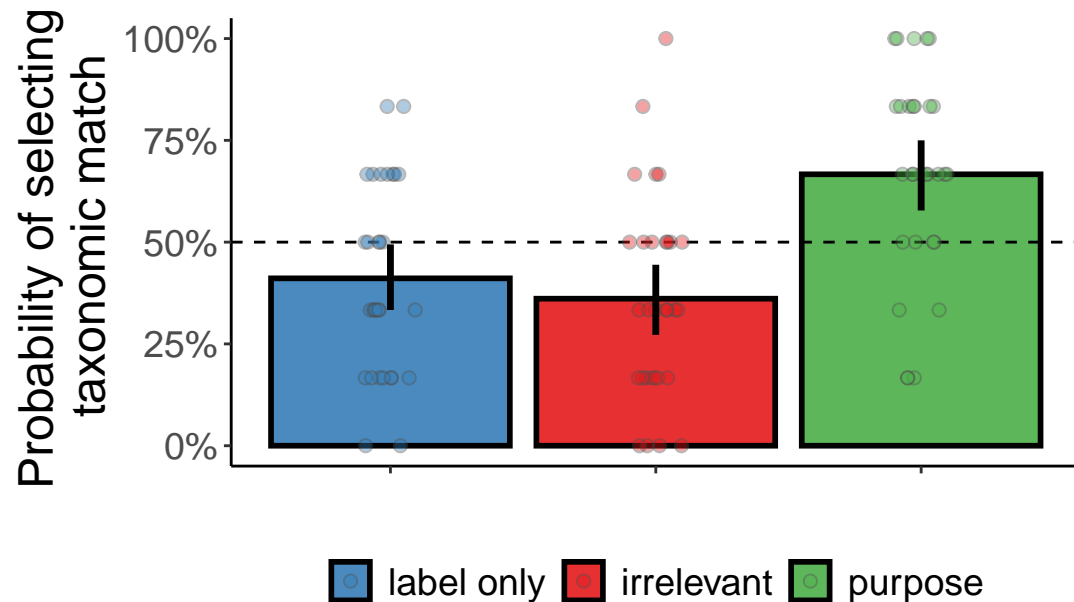 Probability of selecting
taxonomic match
100%
75%
50%
25%
0%
label only irrelevant purpose